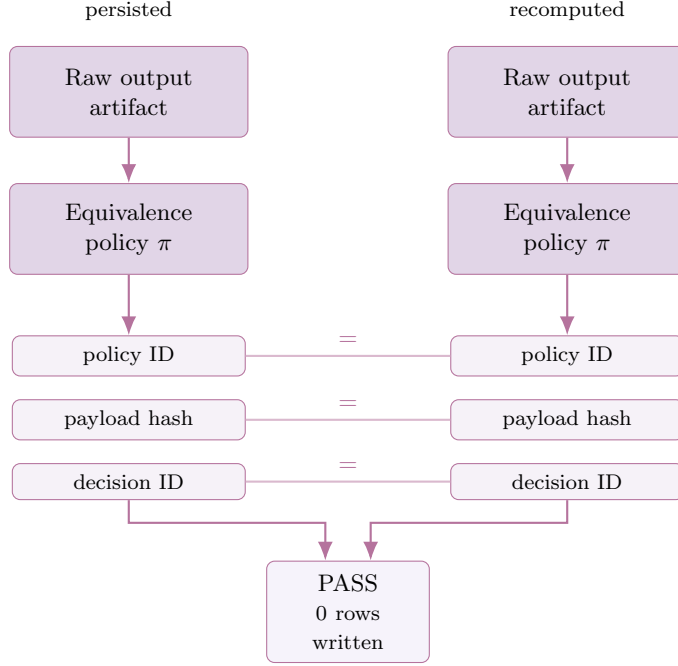 persisted
recomputed
Raw output
artifact
Raw output
artifact
Equivalence
policy π
Equivalence
policy π
policy ID
=
policy ID
payload hash
=
payload hash
decision ID
=
decision ID
PASS
0 rows
written